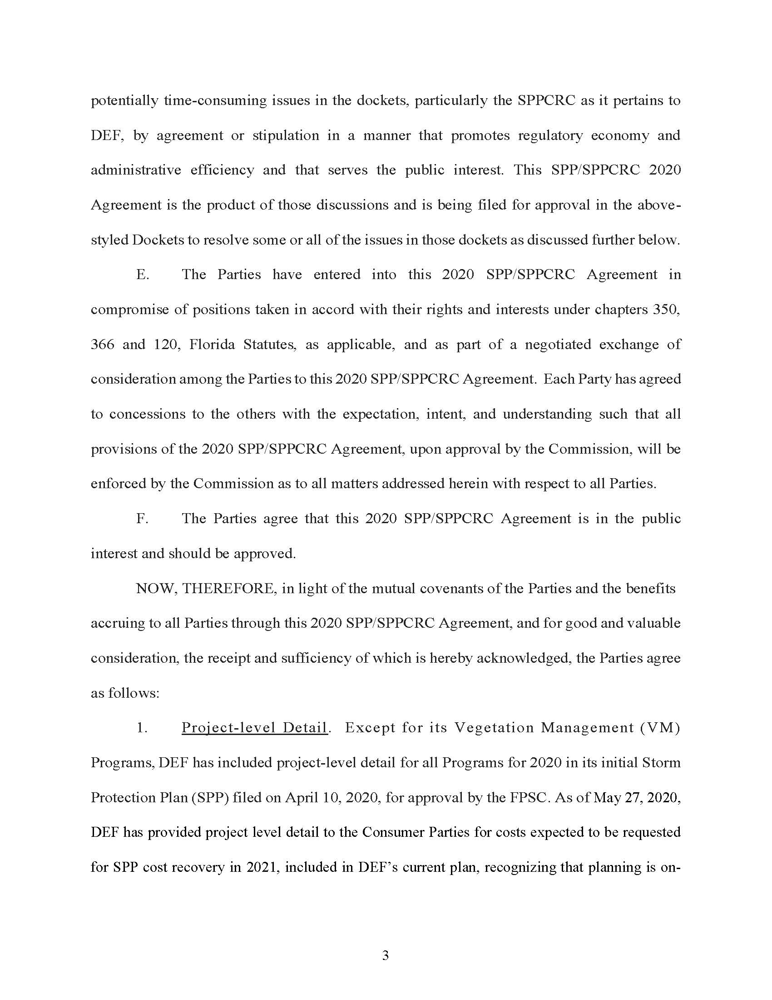 potentially time-consuming issues in the dockets, particularly the SPPCRC as it pertains to
DEF, by agreement or stipulation in a manner that promotes regulatory economy and
administrative efficiency and that serves the public interest. This SPP/SPPCRC 2020
Agreement is the product of those discussions and is being filed for approval in the above-
styled Dockets to resolve some or all of the issues in those dockets as discussed further below.
E. The Parties have entered into this 2020 SPP/SPPCRC Agreement in
compromise of positions taken in accord with their rights and interests under chapters 350,
366 and 120, Florida Statutes, as applicable, and as part of a negotiated exchange of
consideration among the Parties to this 2020 SPP/SPPCRC Agreement. Each Party has agreed
to concessions to the others with the expectation, intent, and understanding such that all
provisions of the 2020 SPP/SPPCRC Agreement, upon approval by the Commission, will be
enforced by the Commission as to all matters addressed herein with respect to all Parties.
F. The Parties agree that this 2020 SPP/SPPCRC Agreement is in the public
interest and should be approved.
NOW, THEREFORE, in light of the mutual covenants of the Parties and the benefits
accruing to all Parties through this 2020 SPP/SPPCRC Agreement, and for good and valuable
consideration, the receipt and sufficiency of which is hereby acknowledged, the Parties agree
as follows:
1. Project-level Detail. Except for its Vegetation Management (VM)
Programs, DEF has included project-level detail for all Programs for 2020 in its initial Storm
Protection Plan (SPP) filed on April 10, 2020, for approval by the FPSC. As of May 27, 2020,
DEF has provided project level detail to the Consumer Parties for costs expected to be requested
for SPP cost recovery in 2021, included in DEF’s current plan, recognizing that planning is on-
3